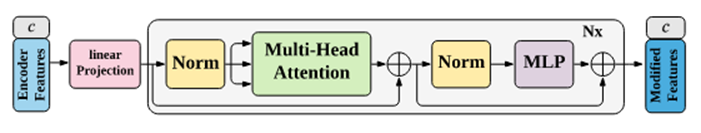 c
Encoder
Features
linear
Projection
Norm
Multi-Head
Attention
Norm
MLP
Nx
c
Modified
Features